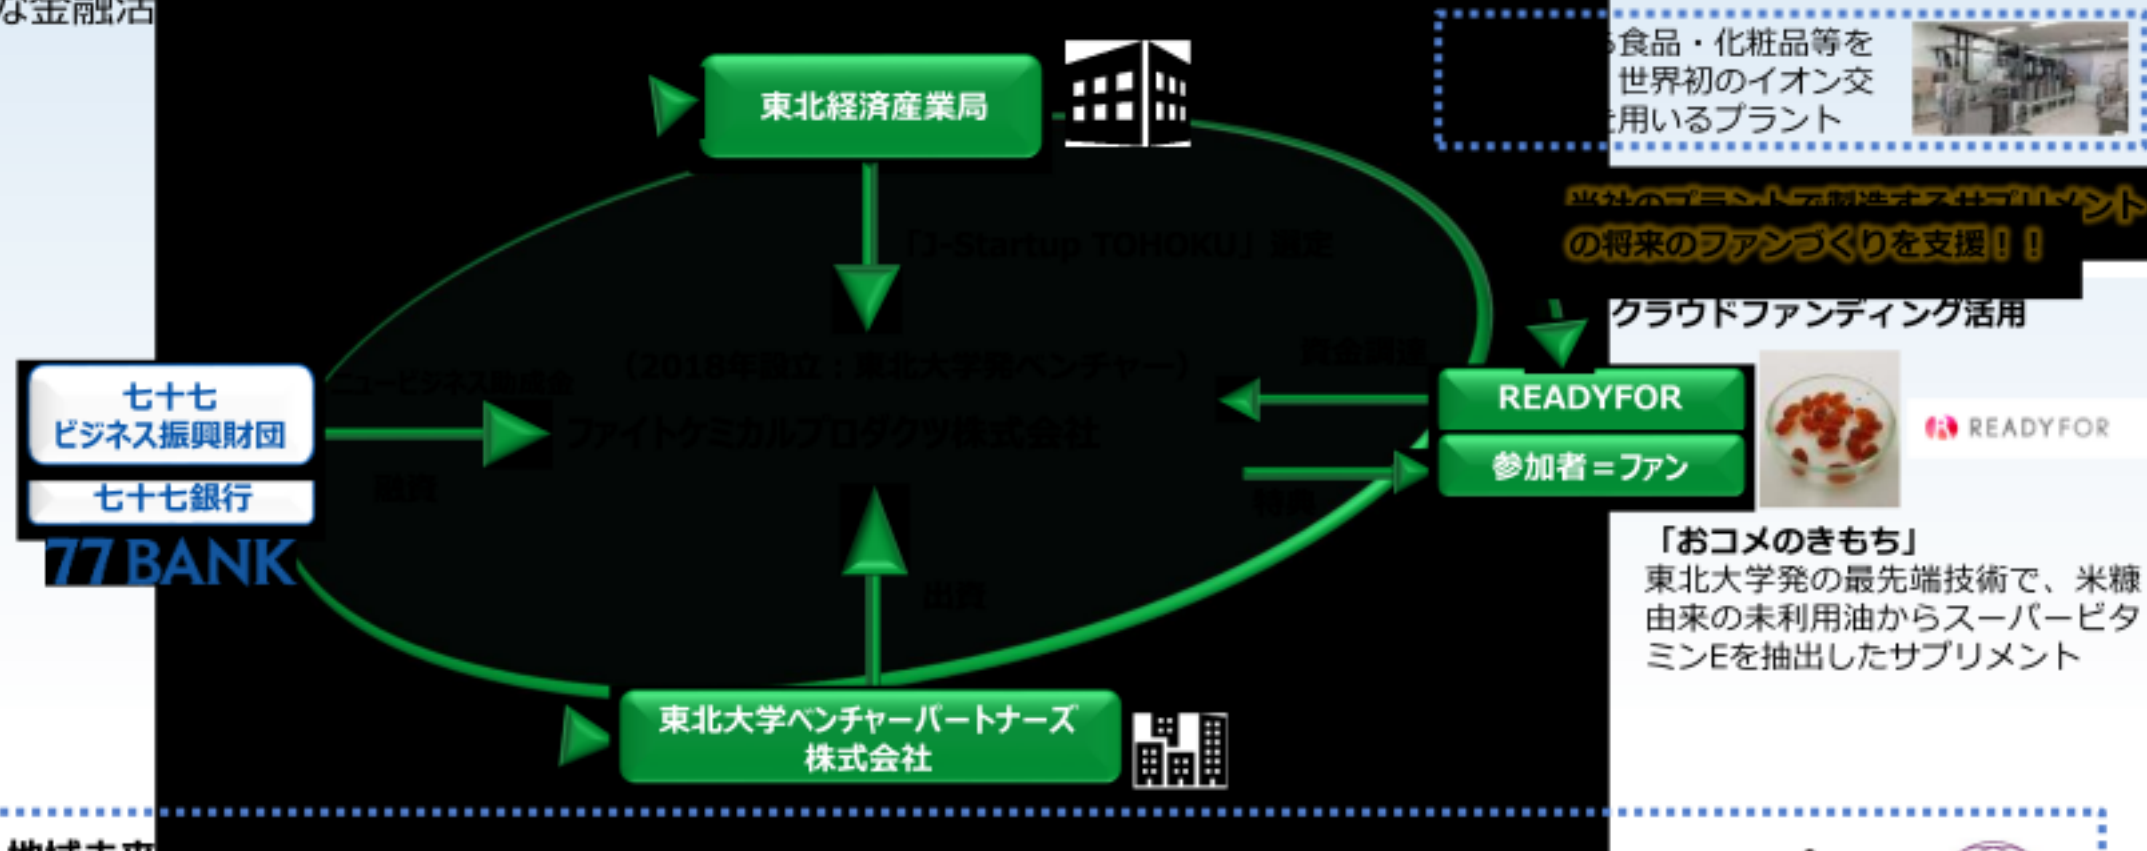 な金融活
食品・化粧品等を
世界初のイオン交
用いるプラント
東北経済産業局
当社のプラントで製造するサプリメント
の将来のファンづくりを支援！！
「J-Startup TOHOKU」選定
クラウドファンディング活用
（2018年設立：東北大学発ベンチャー）
資金調達
ニュービジネス助成金
七十七
ビジネス振興財団
READYFOR
READYFOR
ファイトケミカルプロダクツ株式会社
参加者＝ファン
融資
七十七銀行
特典
77 BANK
「おコメのきもち」
東北大学発の最先端技術で、米糠
由来の未利用油からスーパービタ
ミンEを抽出したサプリメント
出資
東北大学ベンチャーパートナーズ
株式会社
地域未来